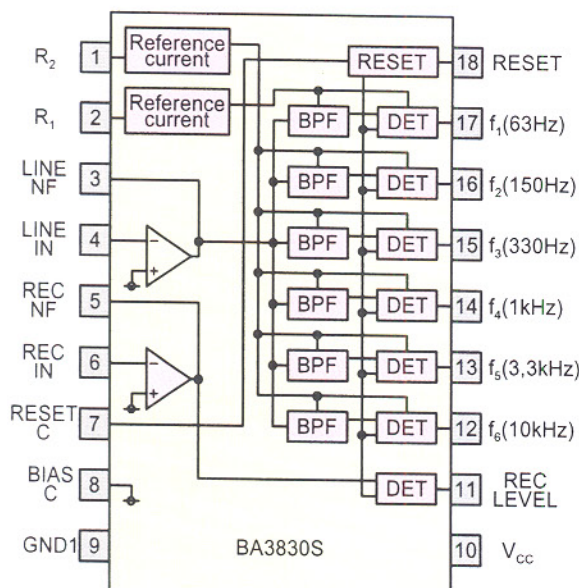 R2
1
Reference
current
RESET
18
RESET
R1
2
Reference
current
BPF
DET
17
f1(63Hz)
LINE
NF
3
BPF
DET
16
f2(150Hz)
LINE
IN
4
−
+
BPF
DET
15
f3(330Hz)
REC
NF
5
BPF
DET
14
f4(1kHz)
REC
IN
6
−
+
BPF
DET
13
f5(3,3kHz)
RESET
C
7
BPF
DET
12
f6(10kHz)
BIAS
C
8
DET
11
REC
LEVEL
GND1
9
BA3830S
10
VCC